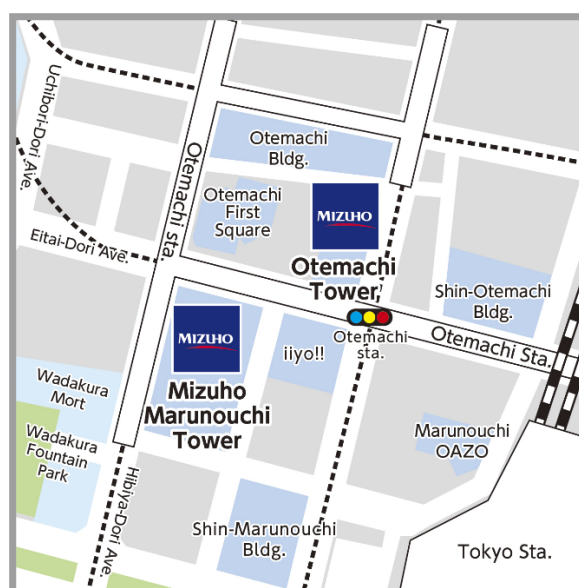 Uchibori-Dori Ave.
Otemachi sta.
Otemachi
Bldg.
Otemachi
First
Square
MIZUHO
Otemachi
Tower
Eitai-Dori Ave.
Shin-Otemachi
Bldg.
Otemachi
sta.
Otemachi Sta.
MIZUHO
iiyo!!
Mizuho
Marunouchi
Tower
Wadakura
Mort
Wadakura
Fountain
Park
Marunouchi
OAZO
Hibiya-Dori Ave.
Shin-Marunouchi
Bldg.
Tokyo Sta.